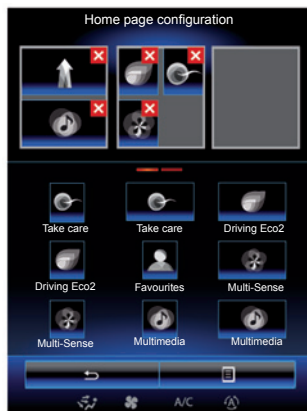 Home page configuration
Take care
Take care
Driving Eco2
Driving Eco2
Favourites
Multi-Sense
Multi-Sense
Multimedia
Multimedia
A/C
A